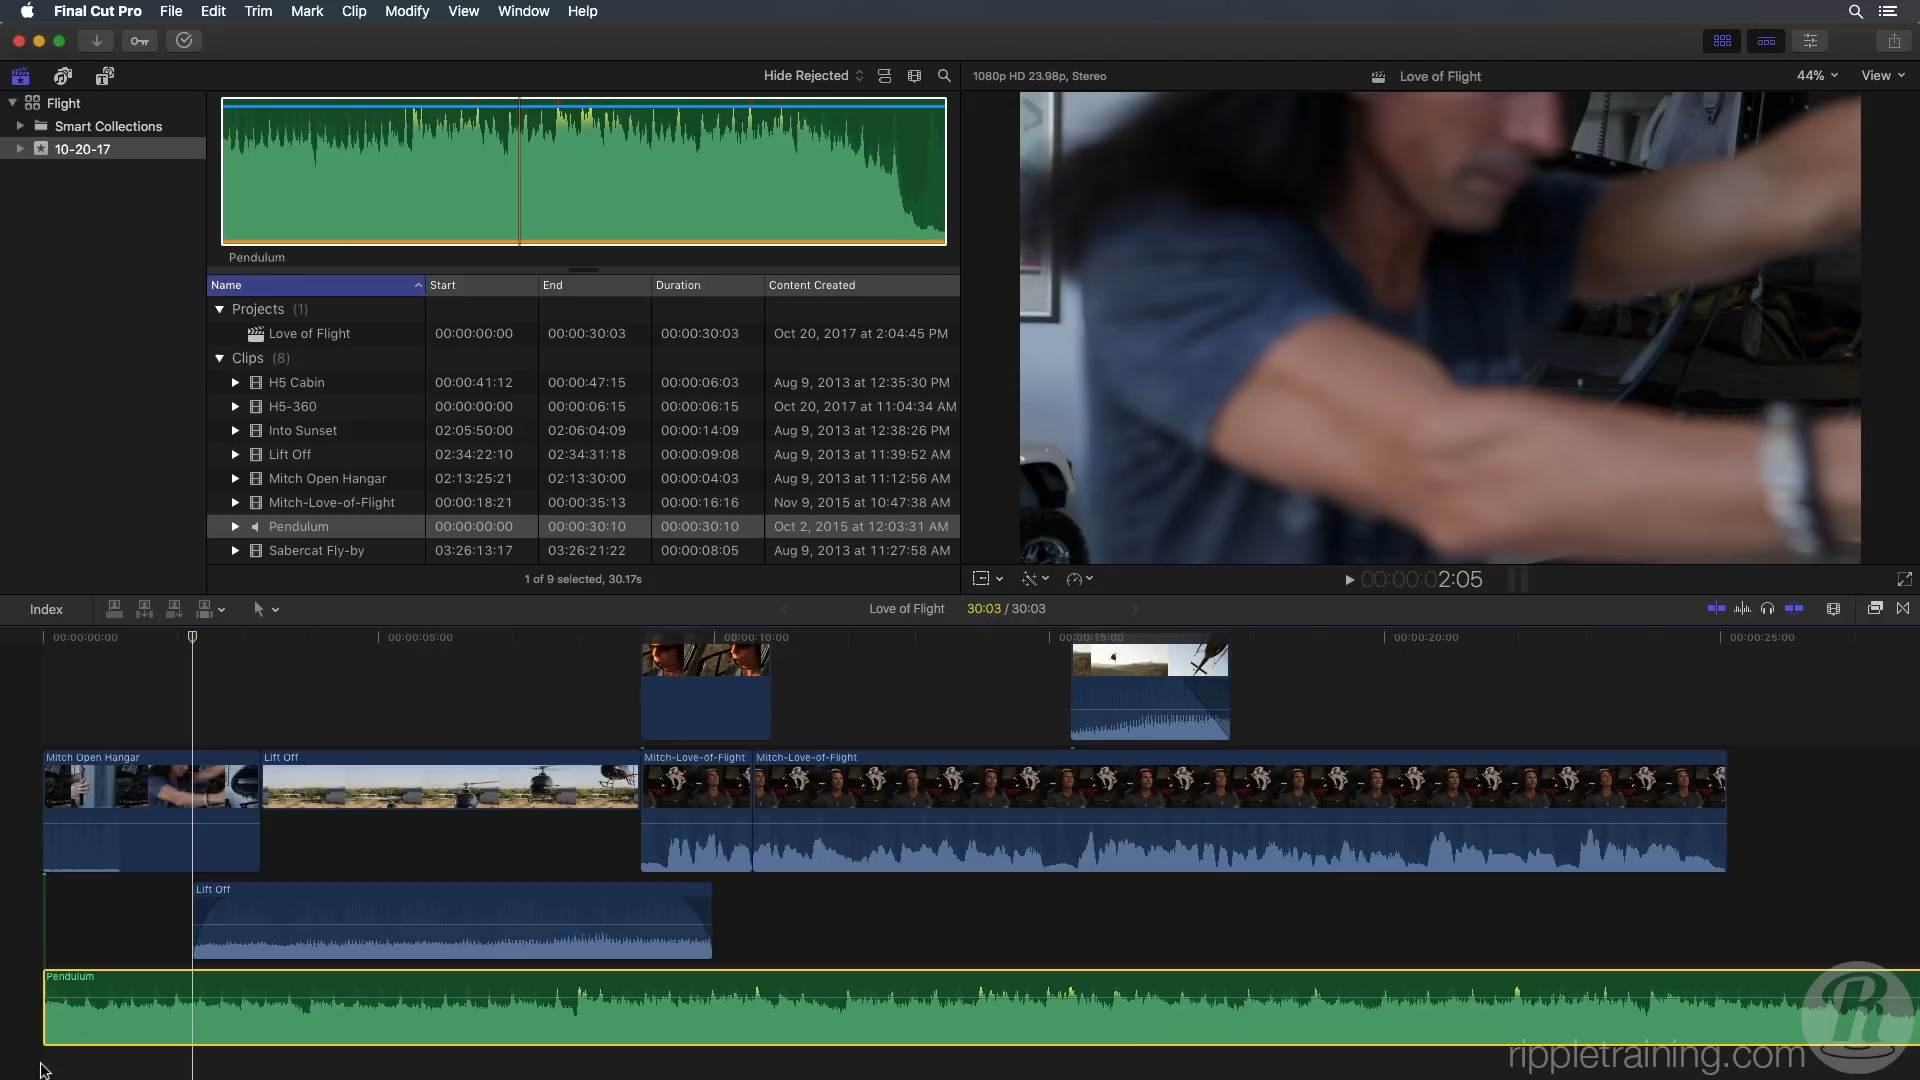 Final Cut Pro File Edit Trim Mark Clip Modify View Window Help
Hide Rejected
1080p HD 23.98p, Stereo Love of Flight 44% View
Flight
Smart Collections
10-20-17
Pendulum
Name Start End Duration Content Created
Projects (1)
Love of Flight 00:00:00:00 00:00:30:03 00:00:30:03 Oct 20, 2017 at 2:04:45 PM
Clips (8)
H5 Cabin 00:00:41:12 00:00:47:15 00:00:06:03 Aug 9, 2013 at 12:35:30 PM
H5-360 00:00:00:00 00:00:06:15 00:00:06:15 Oct 20, 2017 at 11:04:34 AM
Into Sunset 02:05:50:00 02:06:04:09 00:00:14:09 Aug 9, 2013 at 12:38:26 PM
Lift Off 02:34:22:10 02:34:31:18 00:00:09:08 Aug 9, 2013 at 11:39:52 AM
Mitch Open Hangar 02:13:25:21 02:13:30:00 00:00:04:03 Aug 9, 2013 at 11:12:56 AM
Mitch-Love-of-Flight 00:00:18:21 00:00:35:13 00:00:16:16 Nov 9, 2015 at 10:47:38 AM
Pendulum 00:00:00:00 00:00:30:10 00:00:30:10 Oct 2, 2015 at 12:03:31 AM
Sabercat Fly-by 03:26:13:17 03:26:21:22 00:00:08:05 Aug 9, 2013 at 11:27:58 AM
1 of 9 selected, 30.17s
00:00:02:05
Index Love of Flight 30:03 / 30:03
00:00:00:00 00:00:05:00 00:00:10:00 00:00:15:00 00:00:20:00 00:00:25:00
Mitch Open Hangar Lift Off Mitch-Love-of-Flight Mitch-Love-of-Flight
Lift Off
Pendulum
R
rippletraining.com